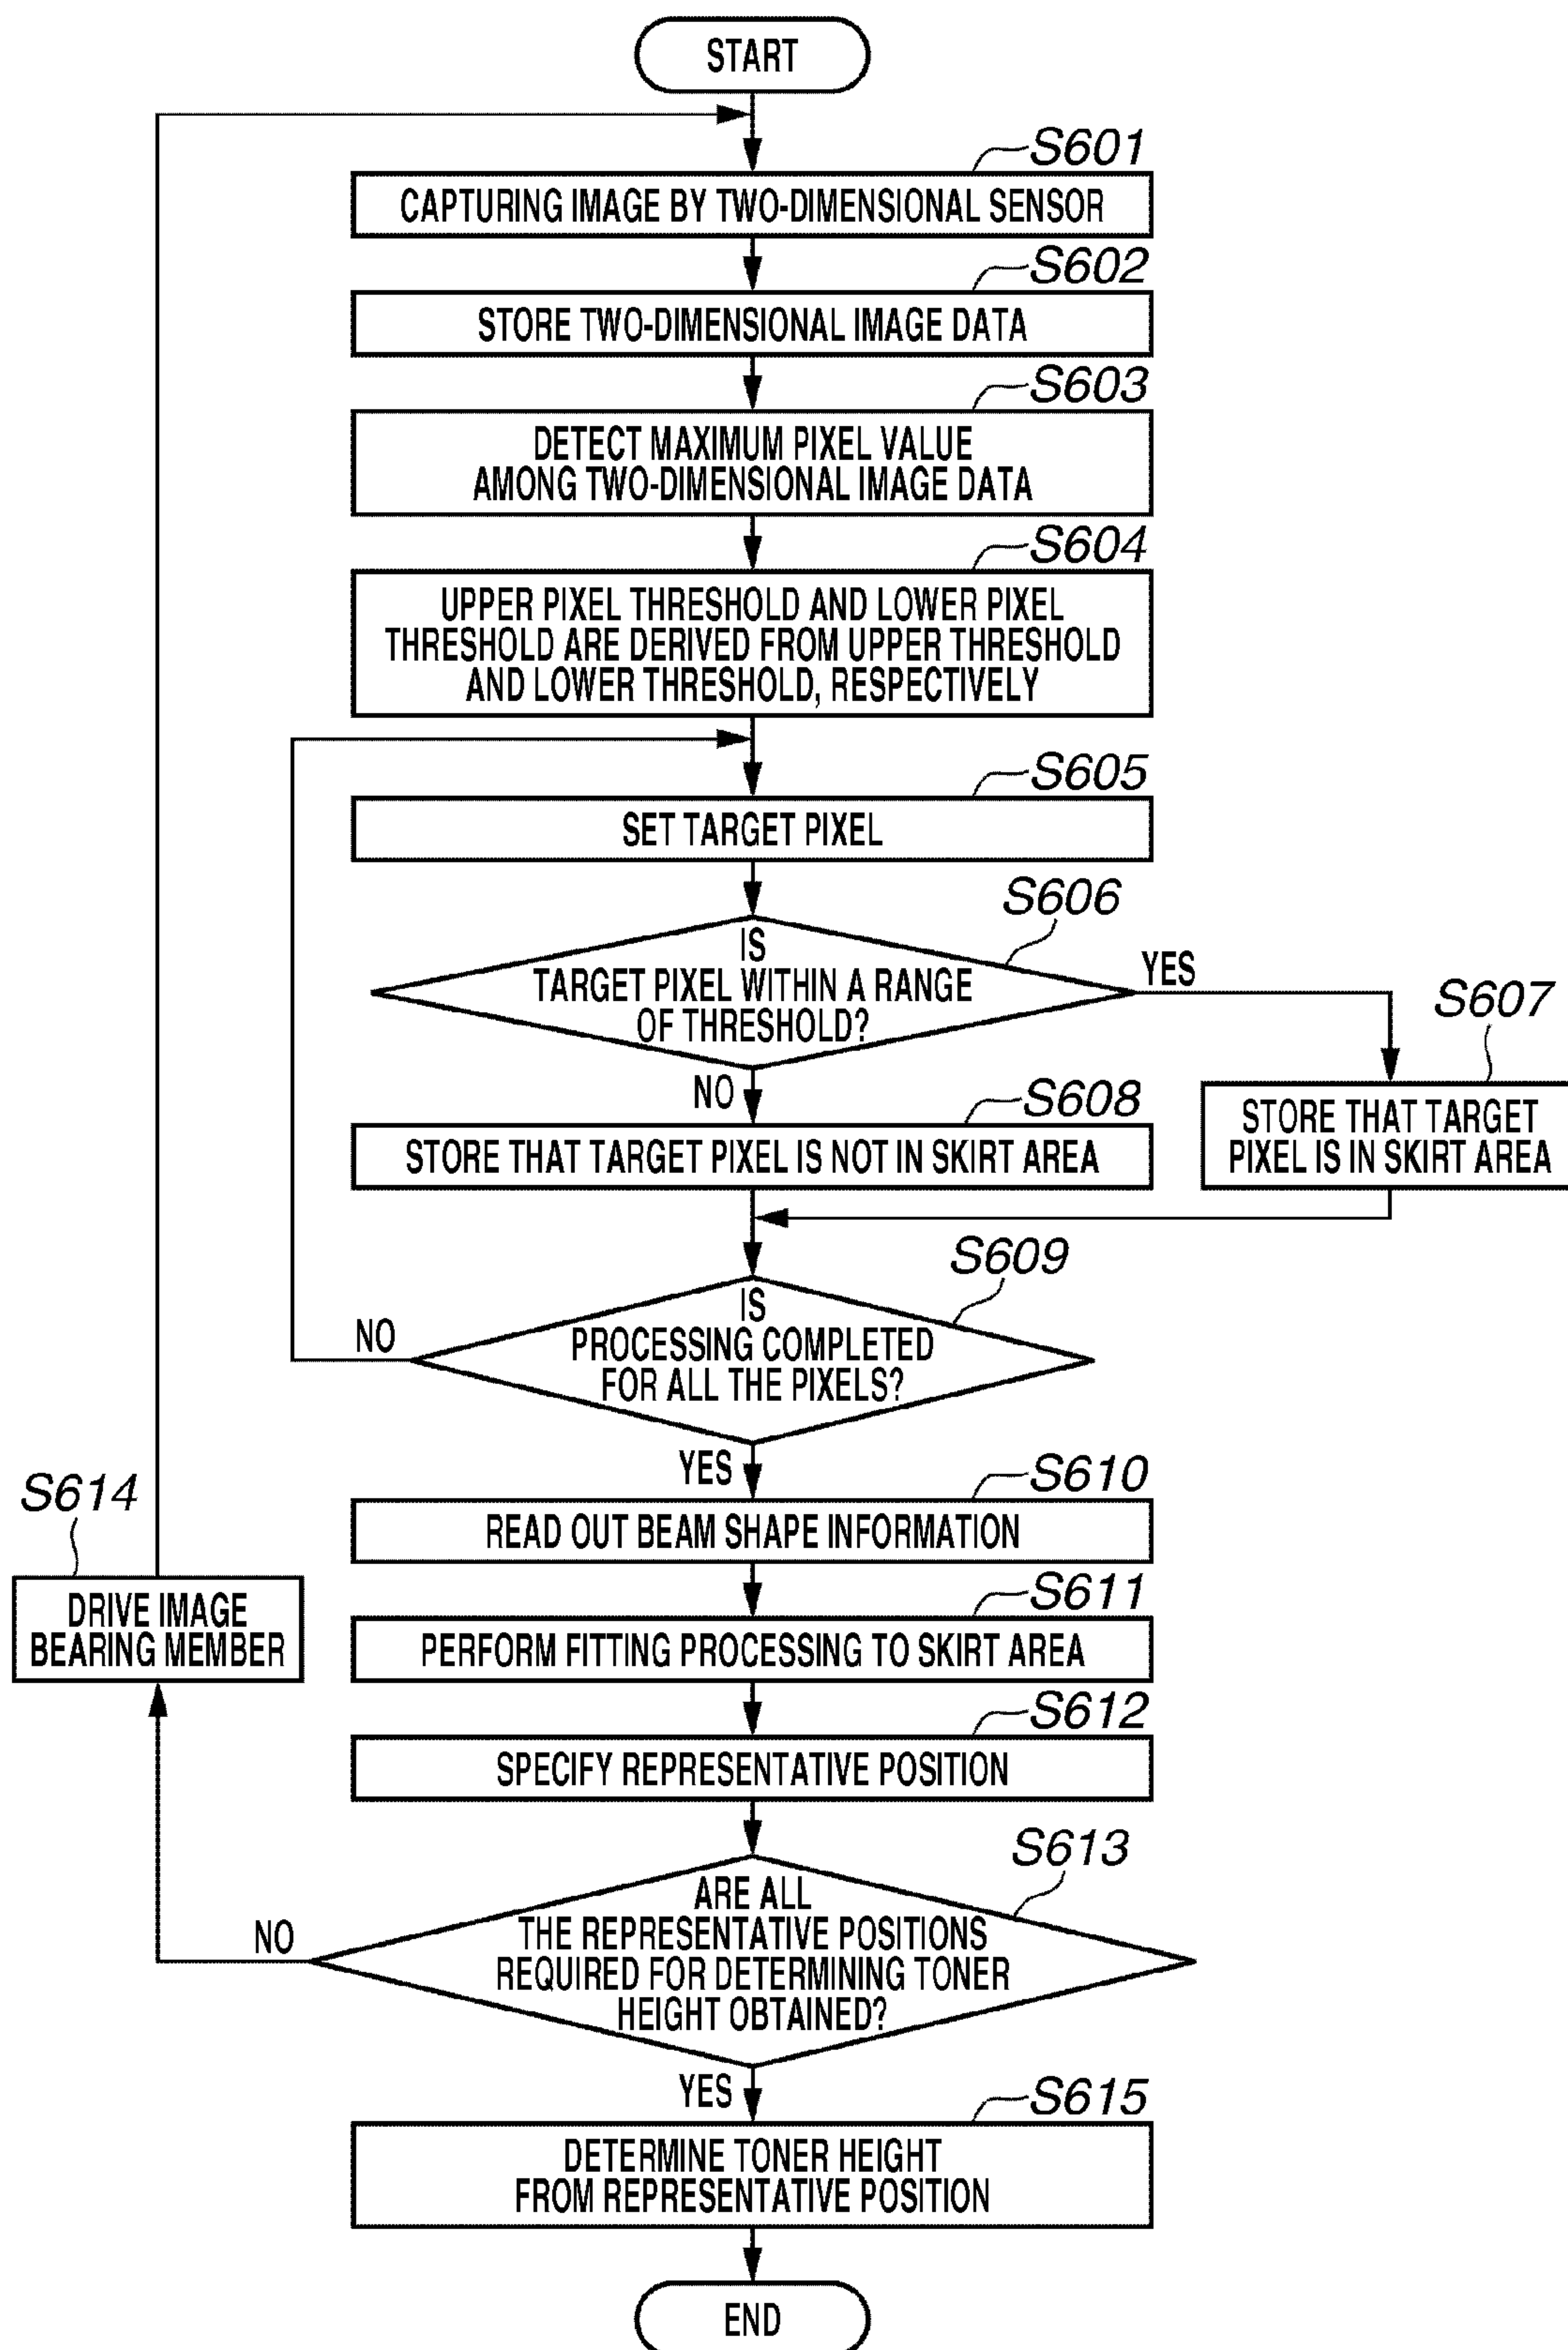 START
S601
CAPTURING IMAGE BY TWO-DIMENSIONAL SENSOR
S602
STORE TWO-DIMENSIONAL IMAGE DATA
S603
DETECT MAXIMUM PIXEL VALUE
AMONG TWO-DIMENSIONAL IMAGE DATA
S604
UPPER PIXEL THRESHOLD AND LOWER PIXEL
THRESHOLD ARE DERIVED FROM UPPER THRESHOLD
AND LOWER THRESHOLD, RESPECTIVELY
S605
SET TARGET PIXEL
S606
IS
TARGET PIXEL WITHIN A RANGE
OF THRESHOLD?
YES
S607
STORE THAT TARGET
PIXEL IS IN SKIRT AREA
NO
S608
STORE THAT TARGET PIXEL IS NOT IN SKIRT AREA
S609
IS
PROCESSING COMPLETED
FOR ALL THE PIXELS?
NO
YES
S610
READ OUT BEAM SHAPE INFORMATION
S611
PERFORM FITTING PROCESSING TO SKIRT AREA
S612
SPECIFY REPRESENTATIVE POSITION
S613
ARE ALL
THE REPRESENTATIVE POSITIONS
REQUIRED FOR DETERMINING TONER
HEIGHT OBTAINED?
NO
S614
DRIVE IMAGE
BEARING MEMBER
YES
S615
DETERMINE TONER HEIGHT
FROM REPRESENTATIVE POSITION
END